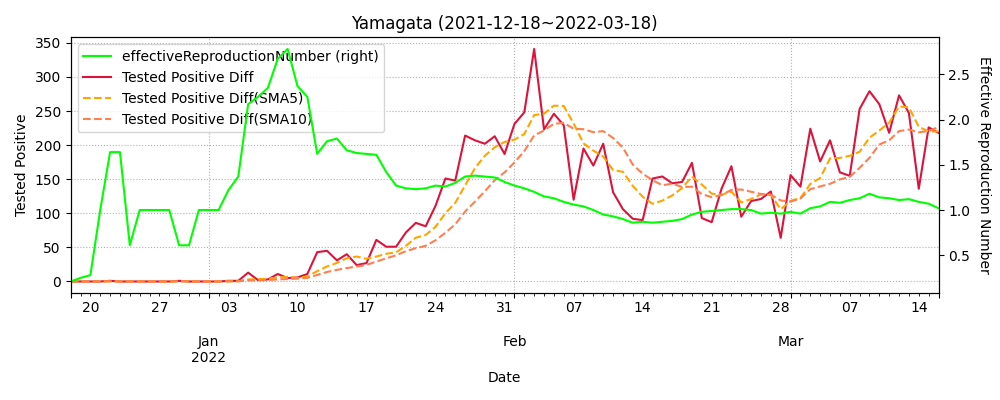 Yamagata (2021-12-18~2022-03-18)
effectiveReproductionNumber (right)
Tested Positive Diff
Tested Positive Diff(SMA5)
Tested Positive Diff(SMA10)
Tested Positive
350
300
250
200
150
100
50
0
Effective Reproduction Number
2.5
2.0
1.5
1.0
0.5
20 27 03 10 17 24 31 07 14 21 28 07 14
Jan Feb Mar
2022
Date